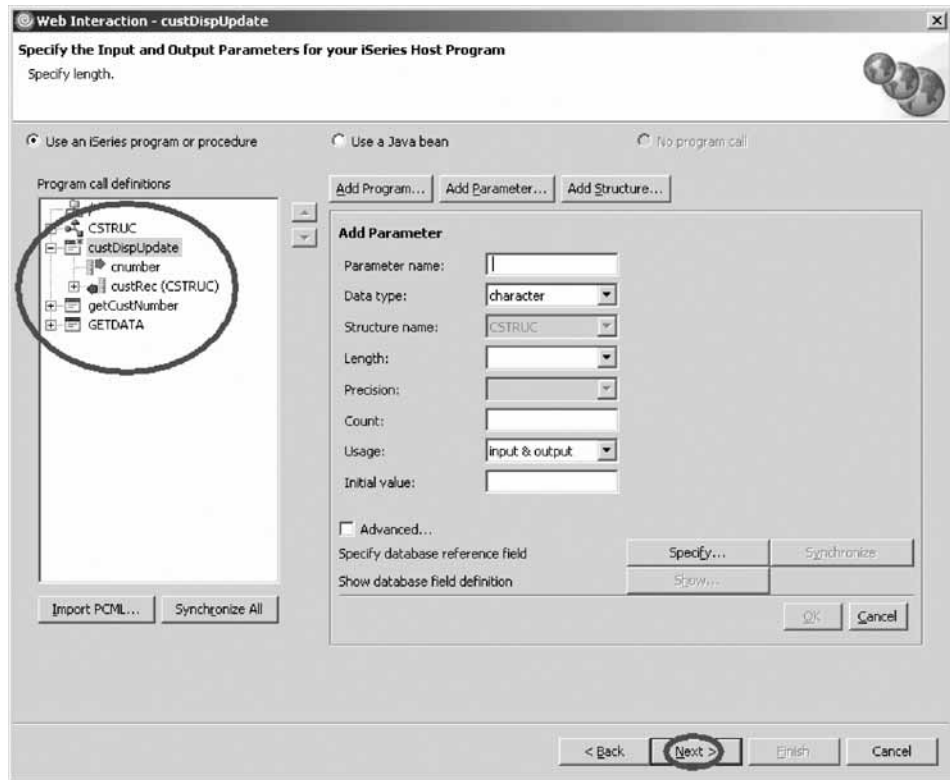 Web Interaction - custDispUpdate
Specify the Input and Output Parameters for your iSeries Host Program
Specify length.
Use an iSeries program or procedure
Use a Java bean
No program call
Program call definitions
/
CSTRUC
custDispUpdate
cnumber
custRec (CSTRUC)
getCustNumber
GETDATA
Import PCML...
Synchronize All
Add Program...
Add Parameter...
Add Structure...
Add Parameter
Parameter name:
Data type:
character
Structure name:
CSTRUC
Length:
Precision:
Count:
Usage:
input & output
Initial value:
Advanced...
Specify database reference field
Specify...
Synchronize
Show database field definition
Show...
OK
Cancel
< Back
Next >
Finish
Cancel